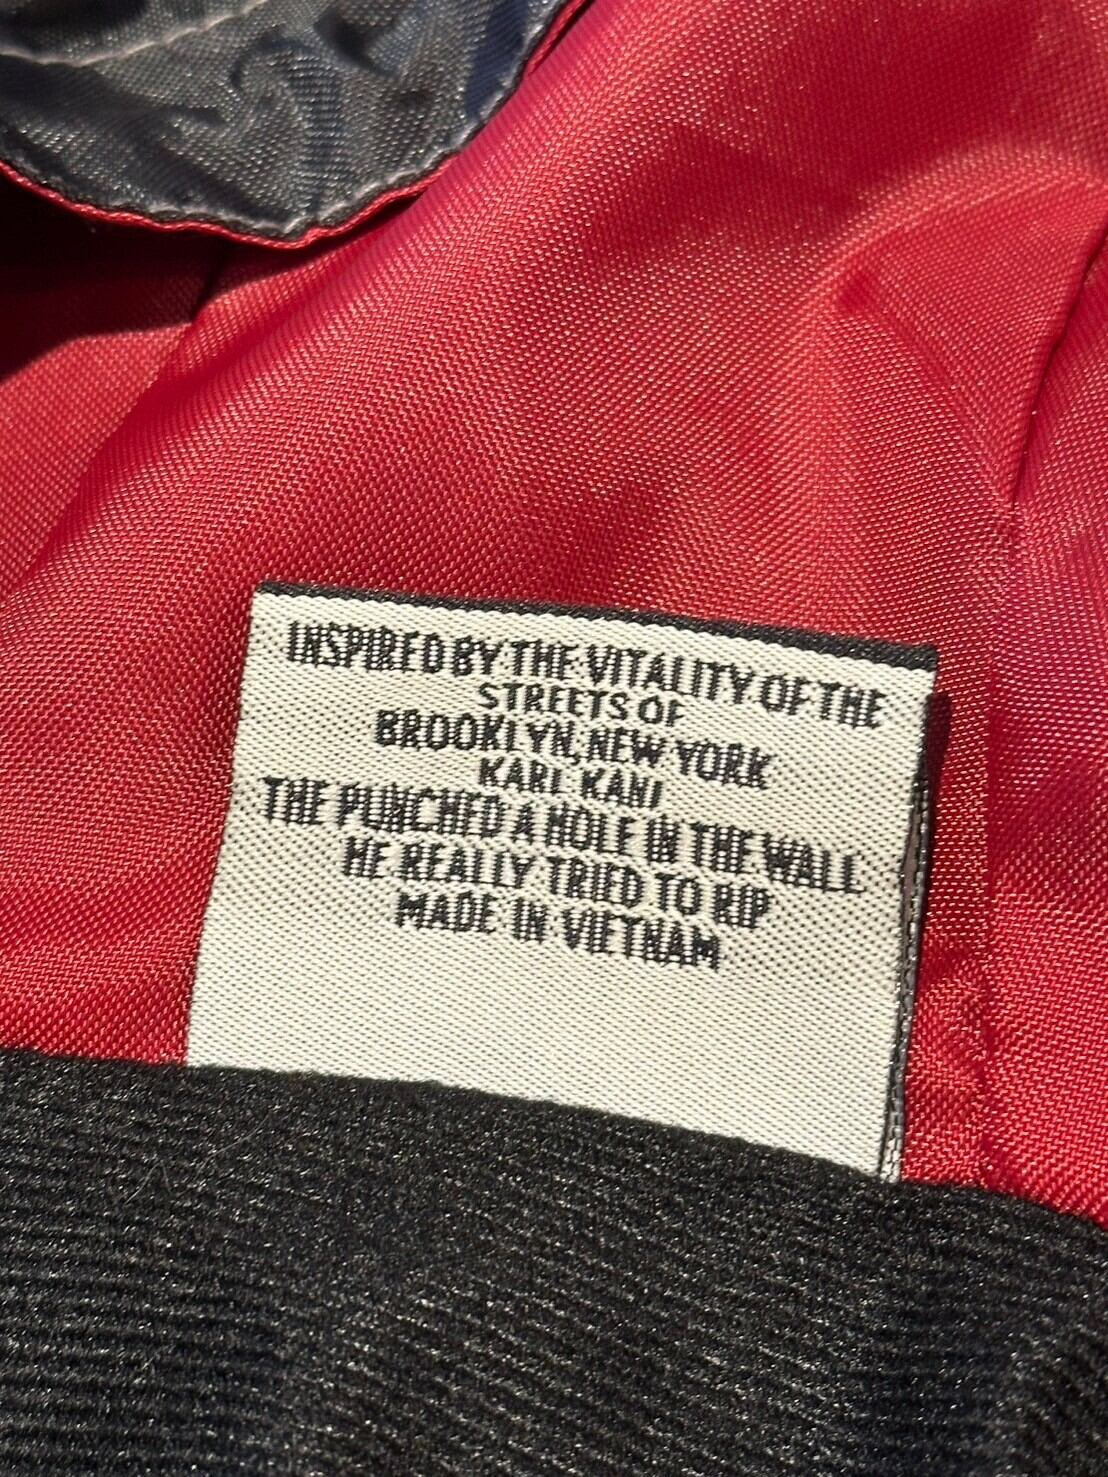 INSPIRED BY THE VITALITY OF THE
STREETS OF
BROOKLYN, NEW YORK
KARL KANI
THE PUNCHED A HOLE IN THE WALL
HE REALLY TRIED TO RIP
MADE IN VIETNAM